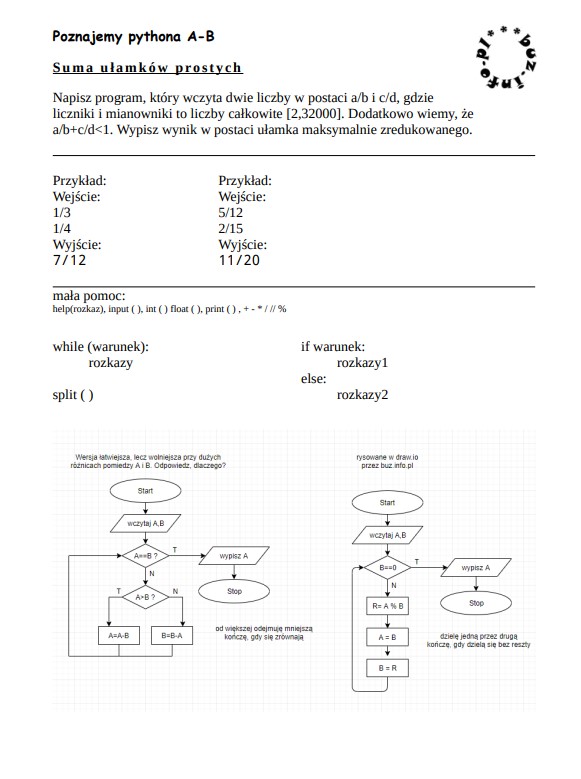 Poznajemy pythona A-B
*buz.info.pl*
Suma ułamków prostych
Napisz program, który wczyta dwie liczby w postaci a/b i c/d, gdzie
liczniki i mianowniki to liczby całkowite [2,32000]. Dodatkowo wiemy, że
a/b+c/d<1. Wypisz wynik w postaci ułamka maksymalnie zredukowanego.
Przykład:
Wejście:
1/3
1/4
Wyjście:
7/12
Przykład:
Wejście:
5/12
2/15
Wyjście:
11/20
mała pomoc:
help(rozkaz), input ( ), int ( ) float ( ), print ( ) , + - * / // %
while (warunek):
rozkazy
split ( )
if warunek:
rozkazy1
else:
rozkazy2
Wersja łatwiejsza, lecz wolniejsza przy dużych
różnicach pomiedzy A i B. Odpowiedz, dlaczego?
Start
wczytaj A,B
A==B ?
T
wypisz A
Stop
N
A>B ?
T
N
A=A-B
B=B-A
od większej odejmuję mniejszą
kończę, gdy się zrównają
rysowane w draw.io
przez buz.info.pl
Start
wczytaj A,B
B==0
T
wypisz A
Stop
N
R= A % B
A = B
B = R
dzielę jedną przez drugą
kończę, gdy dzielą się bez reszty